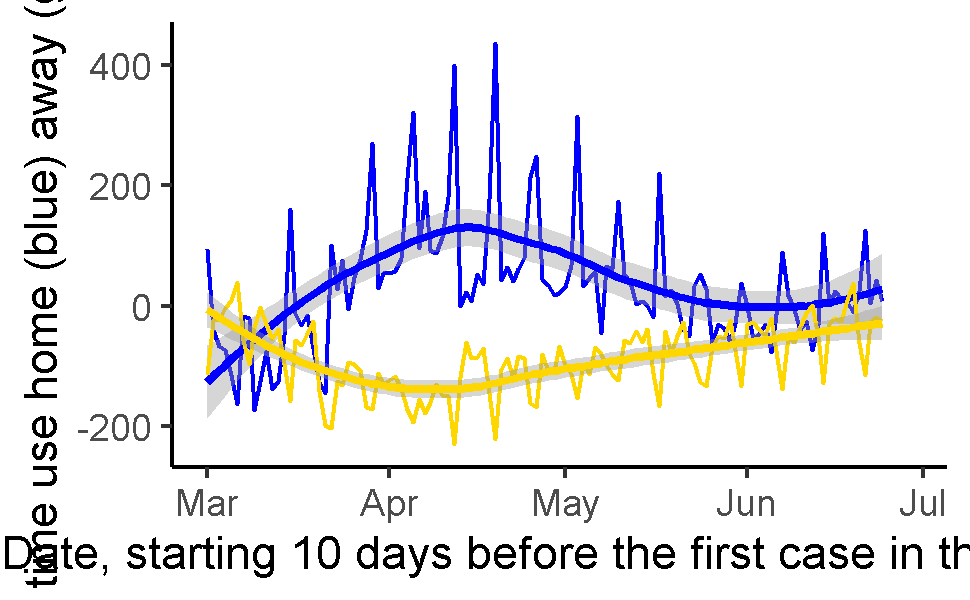 time use home (blue) away (
400
200
0
-200
Mar Apr May Jun Jul
Date, starting 10 days before the first case in th